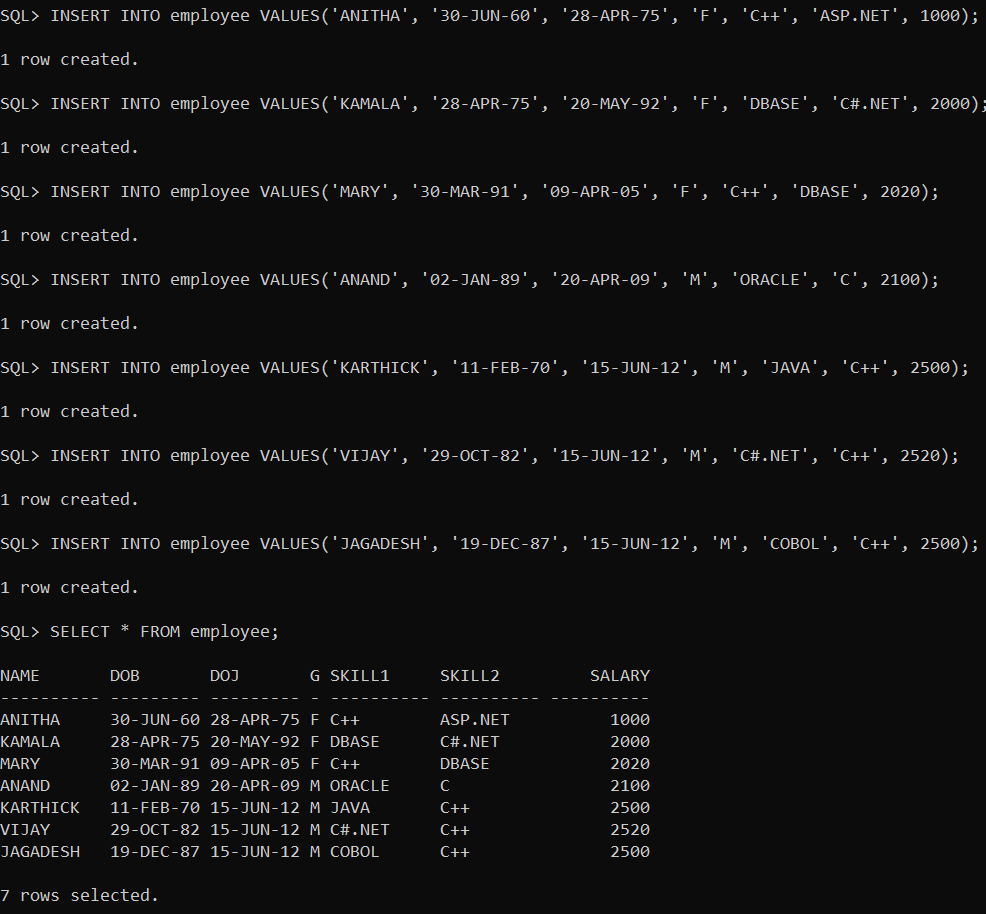 SQL> INSERT INTO employee VALUES('ANITHA', '30-JUN-60', '28-APR-75', 'F', 'C++', 'ASP.NET', 1000);
1 row created.
SQL> INSERT INTO employee VALUES('KAMALA', '28-APR-75', '20-MAY-92', 'F', 'DBASE', 'C#.NET', 2000);
1 row created.
SQL> INSERT INTO employee VALUES('MARY', '30-MAR-91', '09-APR-05', 'F', 'C++', 'DBASE', 2020);
1 row created.
SQL> INSERT INTO employee VALUES('ANAND', '02-JAN-89', '20-APR-09', 'M', 'ORACLE', 'C', 2100);
1 row created.
SQL> INSERT INTO employee VALUES('KARTHICK', '11-FEB-70', '15-JUN-12', 'M', 'JAVA', 'C++', 2500);
1 row created.
SQL> INSERT INTO employee VALUES('VIJAY', '29-OCT-82', '15-JUN-12', 'M', 'C#.NET', 'C++', 2520);
1 row created.
SQL> INSERT INTO employee VALUES('JAGADESH', '19-DEC-87', '15-JUN-12', 'M', 'COBOL', 'C++', 2500);
1 row created.
SQL> SELECT * FROM employee;
NAME       DOB       DOJ       G SKILL1     SKILL2         SALARY
---------- --------- --------- - ---------- ---------- ----------
ANITHA     30-JUN-60 28-APR-75 F C++        ASP.NET          1000
KAMALA     28-APR-75 20-MAY-92 F DBASE      C#.NET           2000
MARY       30-MAR-91 09-APR-05 F C++        DBASE            2020
ANAND      02-JAN-89 20-APR-09 M ORACLE     C                2100
KARTHICK   11-FEB-70 15-JUN-12 M JAVA       C++              2500
VIJAY      29-OCT-82 15-JUN-12 M C#.NET     C++              2520
JAGADESH   19-DEC-87 15-JUN-12 M COBOL      C++              2500
7 rows selected.